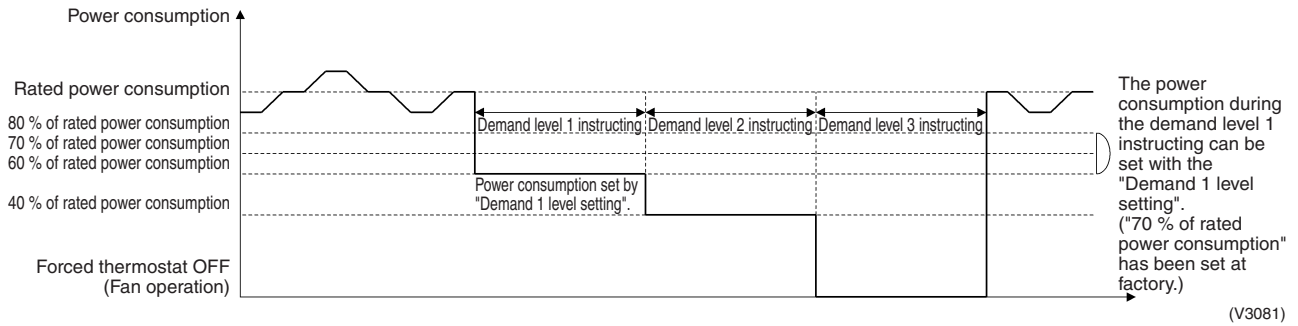 Power consumption
Rated power consumption
80 % of rated power consumption
70 % of rated power consumption
60 % of rated power consumption
40 % of rated power consumption
Forced thermostat OFF
(Fan operation)
Demand level 1 instructing
Demand level 2 instructing
Demand level 3 instructing
Power consumption set by
"Demand 1 level setting".
The power
consumption during
the demand level 1
instructing can be
set with the
"Demand 1 level
setting".
("70 % of rated
power consumption"
has been set at
factory.)
(V3081)